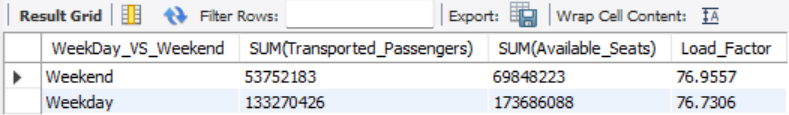 Result Grid Filter Rows: Export: Wrap Cell Content: IA
WeekDay_VS_Weekend SUM(Transported_Passengers) SUM(Available_Seats) Load_Factor
Weekend 53752183 69848223 76.9557
Weekday 133270426 173686088 76.7306